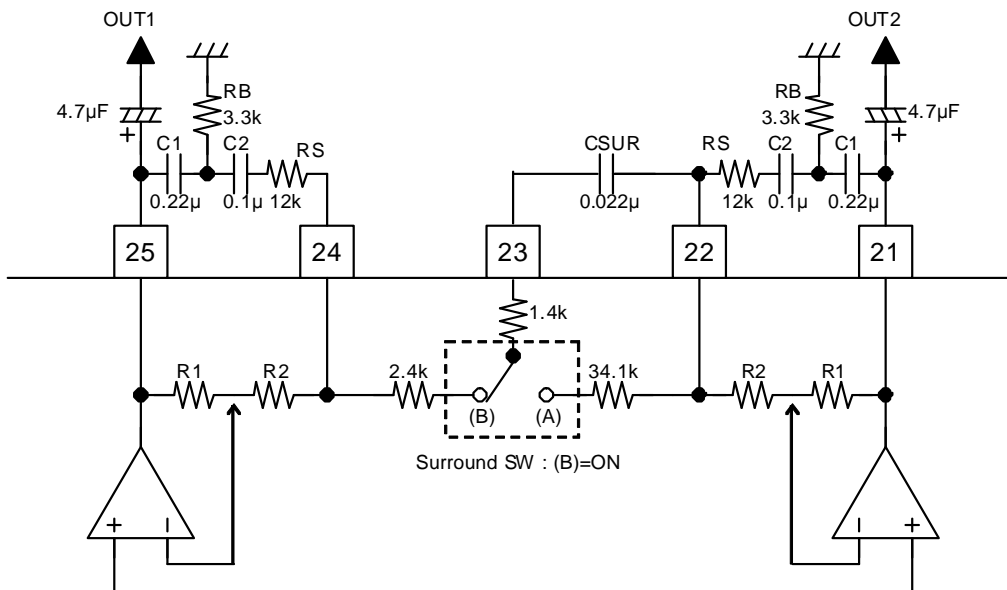 OUT1 OUT2
RB RB
4.7µF 3.3k 3.3k 4.7µF
+ +
C1 C2 RS CSUR RS C2 C1
0.22µ 0.1µ 12k 0.022µ 12k 0.1µ 0.22µ
25 24 23 22 21
1.4k
R1 R2 2.4k 34.1k R2 R1
(B) (A)
Surround SW : (B)=ON
+ − − +